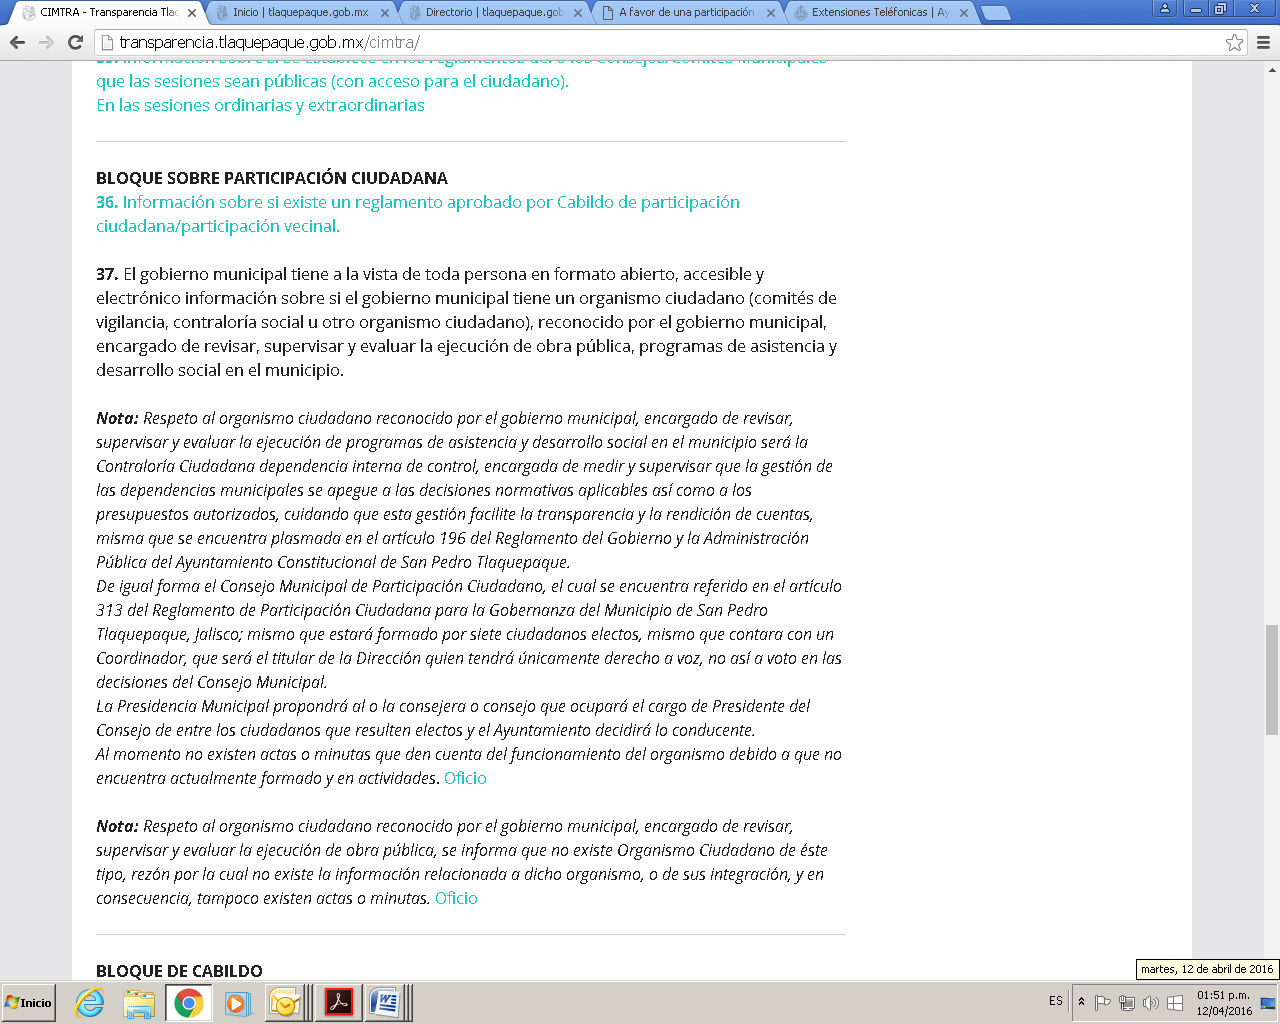 CIMTRA - Transparencia Tlac
Inicio | tlaquepaque.gob.mx
Directorio | tlaquepaque.gob
A favor de una participación
Extensiones Teléfonicas | Ay
transparencia.tlaquepaque.gob.mx/cimtra/
35. Información sobre si se establece en los reglamentos del o los Consejos/Comités Municipales
que las sesiones sean públicas (con acceso para el ciudadano).
En las sesiones ordinarias y extraordinarias
BLOQUE SOBRE PARTICIPACIÓN CIUDADANA
36. Información sobre si existe un reglamento aprobado por Cabildo de participación
ciudadana/participación vecinal.
37. El gobierno municipal tiene a la vista de toda persona en formato abierto, accesible y
electrónico información sobre si el gobierno municipal tiene un organismo ciudadano (comités de
vigilancia, contraloría social u otro organismo ciudadano), reconocido por el gobierno municipal,
encargado de revisar, supervisar y evaluar la ejecución de obra pública, programas de asistencia y
desarrollo social en el municipio.
Nota: Respeto al organismo ciudadano reconocido por el gobierno municipal, encargado de revisar,
supervisar y evaluar la ejecución de programas de asistencia y desarrollo social en el municipio será la
Contraloría Ciudadana dependencia interna de control, encargada de medir y supervisar que la gestión de
las dependencias municipales se apegue a las decisiones normativas aplicables así como a los
presupuestos autorizados, cuidando que esta gestión facilite la transparencia y la rendición de cuentas,
misma que se encuentra plasmada en el artículo 196 del Reglamento del Gobierno y la Administración
Pública del Ayuntamiento Constitucional de San Pedro Tlaquepaque.
De igual forma el Consejo Municipal de Participación Ciudadano, el cual se encuentra referido en el artículo
313 del Reglamento de Participación Ciudadana para la Gobernanza del Municipio de San Pedro
Tlaquepaque, Jalisco; mismo que estará formado por siete ciudadanos electos, mismo que contara con un
Coordinador, que será el titular de la Dirección quien tendrá únicamente derecho a voz, no así a voto en las
decisiones del Consejo Municipal.
La Presidencia Municipal propondrá al o la consejera o consejo que ocupará el cargo de Presidente del
Consejo de entre los ciudadanos que resulten electos y el Ayuntamiento decidirá lo conducente.
Al momento no existen actas o minutas que den cuenta del funcionamiento del organismo debido a que no
encuentra actualmente formado y en actividades. Oficio
Nota: Respeto al organismo ciudadano reconocido por el gobierno municipal, encargado de revisar,
supervisar y evaluar la ejecución de obra pública, se informa que no existe Organismo Ciudadano de éste
tipo, rezón por la cual no existe la información relacionada a dicho organismo, o de sus integración, y en
consecuencia, tampoco existen actas o minutas. Oficio
BLOQUE DE CABILDO
martes, 12 de abril de 2016
Inicio
ES
01:51 p.m.
12/04/2016